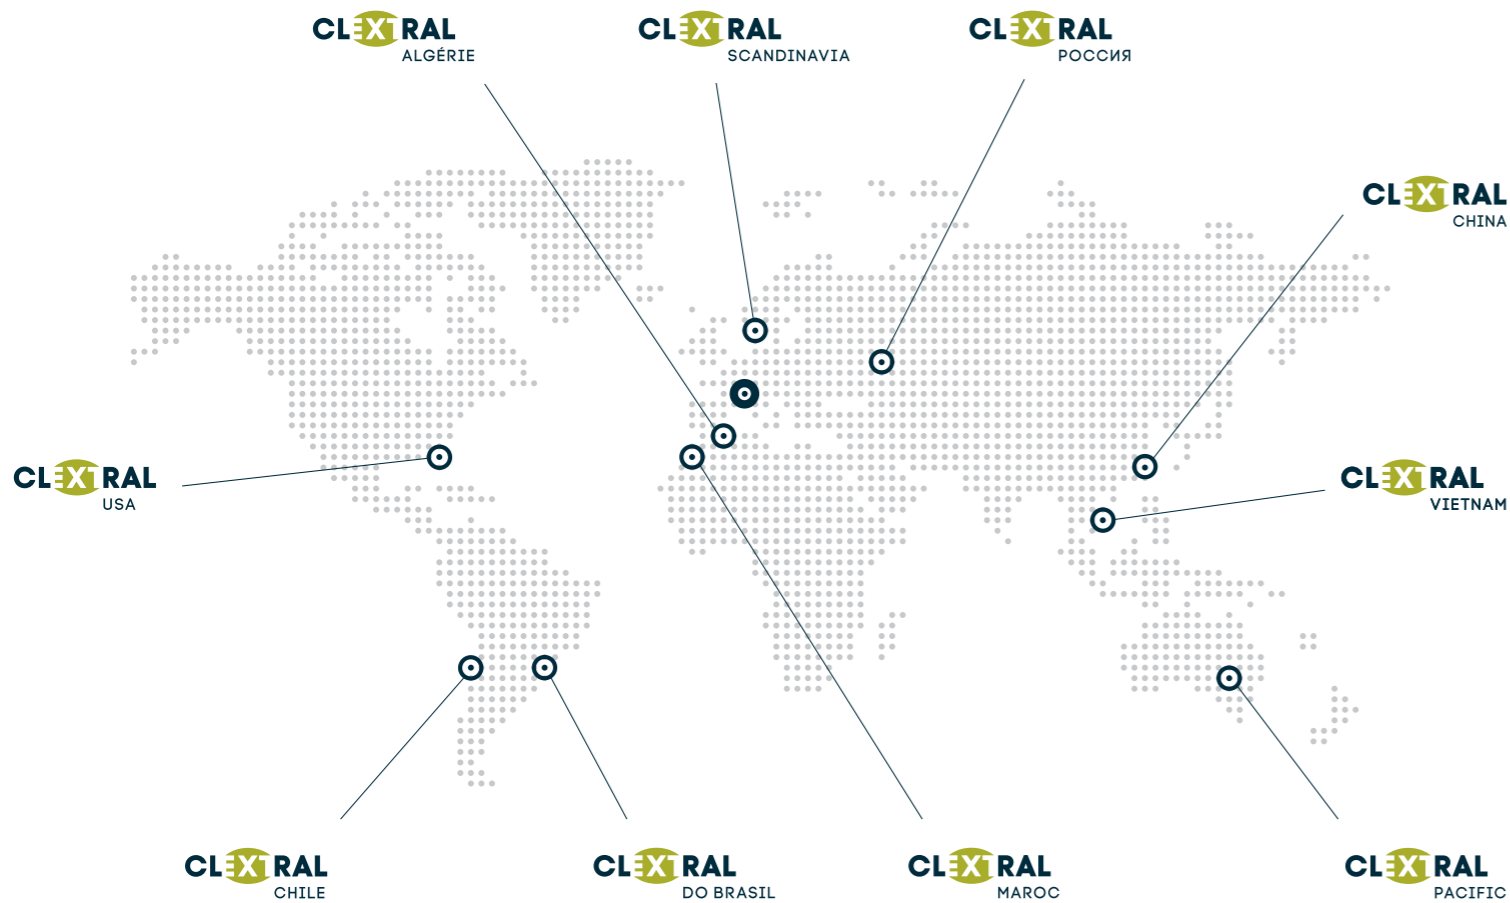 CLEXTRAL
ALGÉRIE
CLEXTRAL
SCANDINAVIA
CLEXTRAL
РОССИЯ
CLEXTRAL
CHINA
CLEXTRAL
USA
CLEXTRAL
VIETNAM
CLEXTRAL
CHILE
CLEXTRAL
DO BRASIL
CLEXTRAL
MAROC
CLEXTRAL
PACIFIC